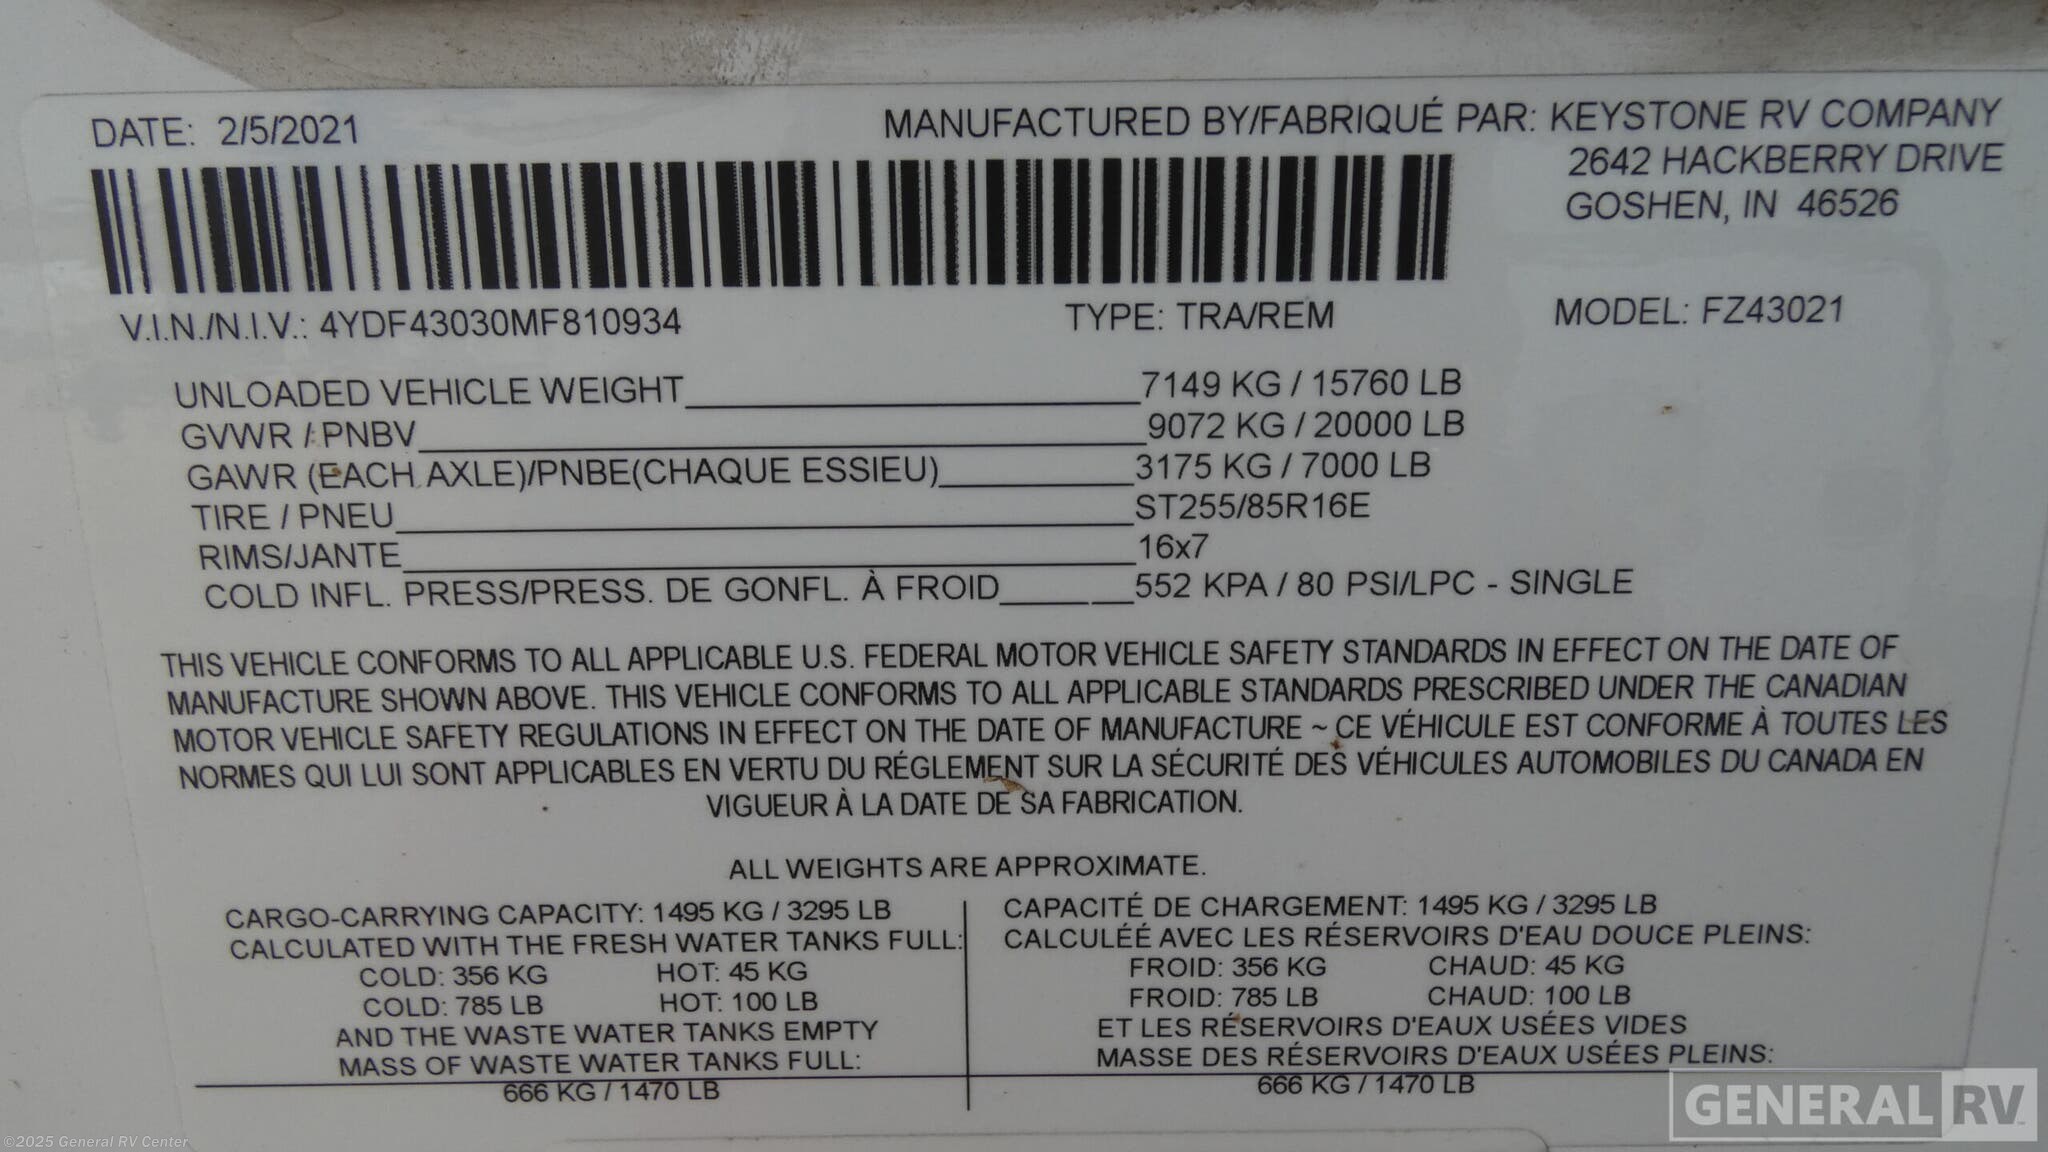 DATE: 2/5/2021
MANUFACTURED BY/FABRIQUÉ PAR: KEYSTONE RV COMPANY
2642 HACKBERRY DRIVE
GOSHEN, IN 46526
V.I.N./N.I.V.: 4YDF43030MF810934
TYPE: TRA/REM
MODEL: FZ43021
UNLOADED VEHICLE WEIGHT 7149 KG / 15760 LB
GVWR / PNBV 9072 KG / 20000 LB
GAWR (EACH AXLE)/PNBE(CHAQUE ESSIEU) 3175 KG / 7000 LB
TIRE / PNEU ST255/85R16E
RIMS/JANTE 16x7
COLD INFL. PRESS/PRESS. DE GONFL. À FROID 552 KPA / 80 PSI/LPC - SINGLE
THIS VEHICLE CONFORMS TO ALL APPLICABLE U.S. FEDERAL MOTOR VEHICLE SAFETY STANDARDS IN EFFECT ON THE DATE OF
MANUFACTURE SHOWN ABOVE. THIS VEHICLE CONFORMS TO ALL APPLICABLE STANDARDS PRESCRIBED UNDER THE CANADIAN
MOTOR VEHICLE SAFETY REGULATIONS IN EFFECT ON THE DATE OF MANUFACTURE ~ CE VÉHICULE EST CONFORME À TOUTES LES
NORMES QUI LUI SONT APPLICABLES EN VERTU DU RÉGLEMENT SUR LA SÉCURITÉ DES VÉHICULES AUTOMOBILES DU CANADA EN
VIGUEUR À LA DATE DE SA FABRICATION.
ALL WEIGHTS ARE APPROXIMATE.
CARGO-CARRYING CAPACITY: 1495 KG / 3295 LB
CALCULATED WITH THE FRESH WATER TANKS FULL:
COLD: 356 KG HOT: 45 KG
COLD: 785 LB HOT: 100 LB
AND THE WASTE WATER TANKS EMPTY
MASS OF WASTE WATER TANKS FULL:
666 KG / 1470 LB
CAPACITÉ DE CHARGEMENT: 1495 KG / 3295 LB
CALCULÉÉ AVEC LES RÉSERVOIRS D'EAU DOUCE PLEINS:
FROID: 356 KG CHAUD: 45 KG
FROID: 785 LB CHAUD: 100 LB
ET LES RÉSERVOIRS D'EAUX USÉES VIDES
MASSE DES RÉSERVOIRS D'EAUX USÉES PLEINS:
666 KG / 1470 LB
GENERAL RV
©2025 General RV Center